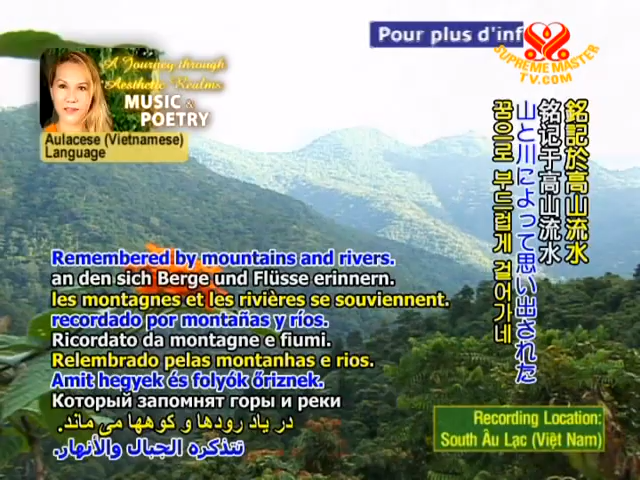 Pour plus d'inf
SUPREME MASTER
TV.COM
A Journey through
Aesthetic Realms
MUSIC &
POETRY
Aulacese (Vietnamese)
Language
銘記於高山流水
铭记于高山流水
山と川によって思い出された
꿈으로 부드럽게 걸어가네
Remembered by mountains and rivers.
an den sich Berge und Flüsse erinnern.
les montagnes et les rivières se souviennent.
recordado por montañas y ríos.
Ricordato da montagne e fiumi.
Relembrado pelas montanhas e rios.
Amit hegyek és folyók őriznek.
Который запомнят горы и реки
در یاد رودها و کوهها می ماند.
تتذكره الجبال والأنهار.
Recording Location:
South Âu Lạc (Việt Nam)